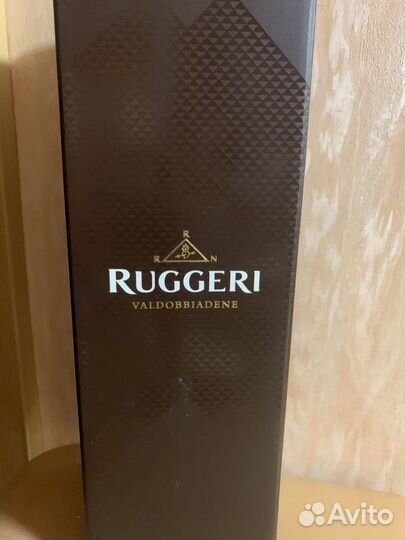 R
R N
RUGGERI
VALDOBBIADENE
Avito